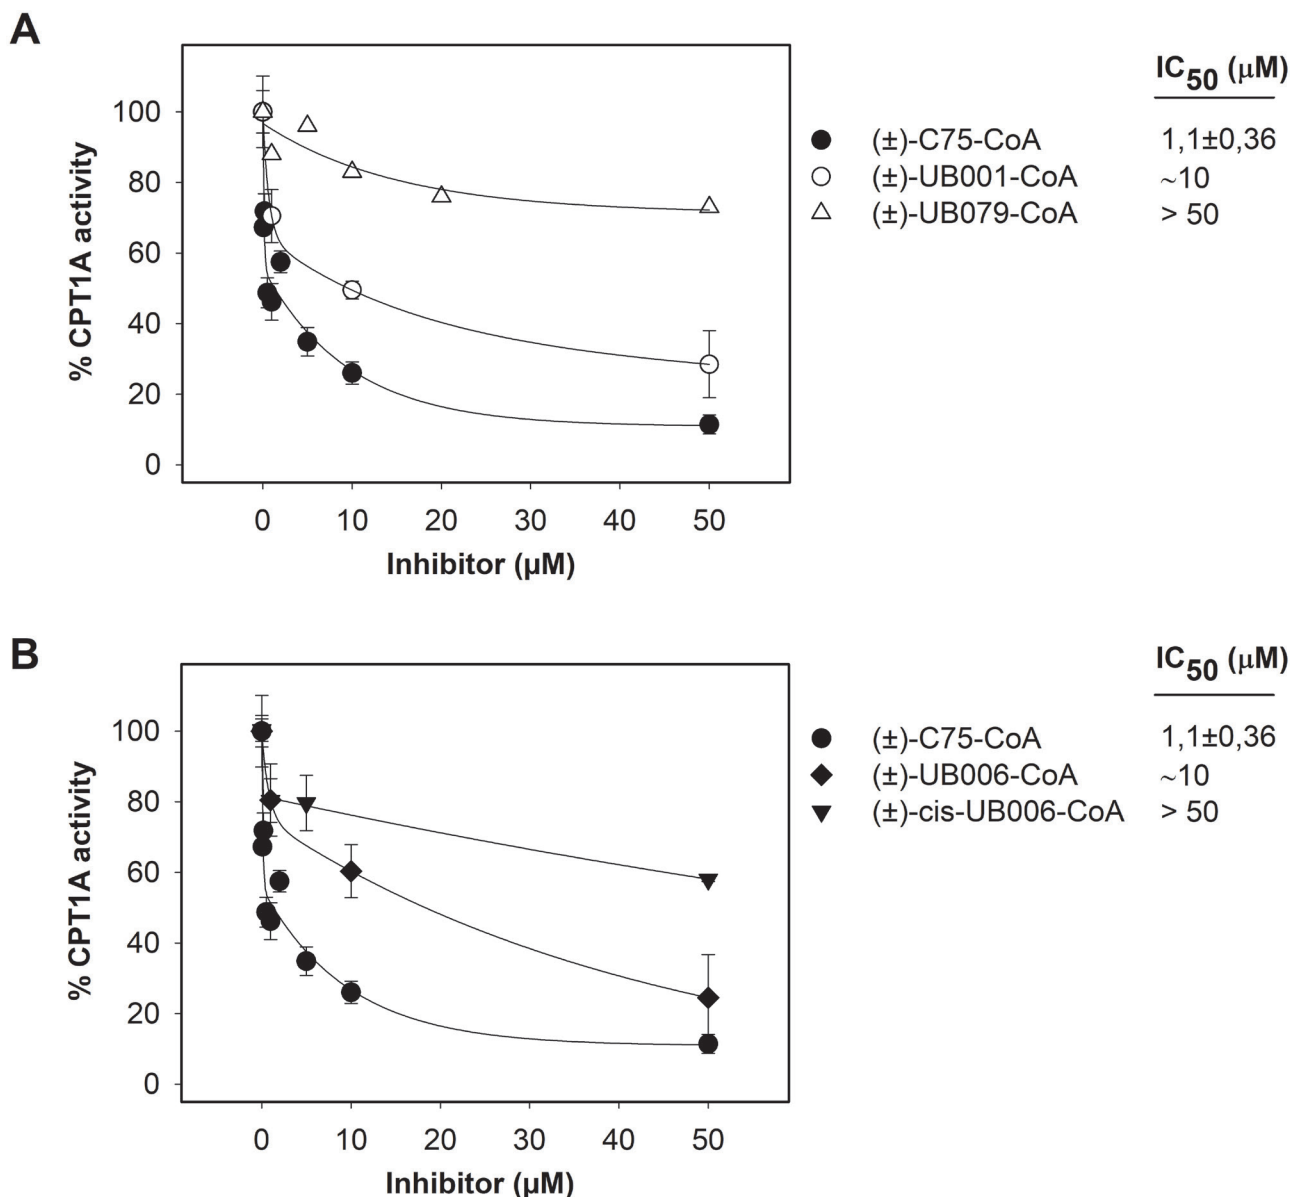 A
IC50 (μM)
(±)-C75-CoA 1,1±0,36
(±)-UB001-CoA ~10
(±)-UB079-CoA > 50
% CPT1A activity
100
80
60
40
20
0
0 10 20 30 40 50
Inhibitor (µM)
B
IC50 (μM)
(±)-C75-CoA 1,1±0,36
(±)-UB006-CoA ~10
(±)-cis-UB006-CoA > 50
% CPT1A activity
100
80
60
40
20
0
0 10 20 30 40 50
Inhibitor (µM)